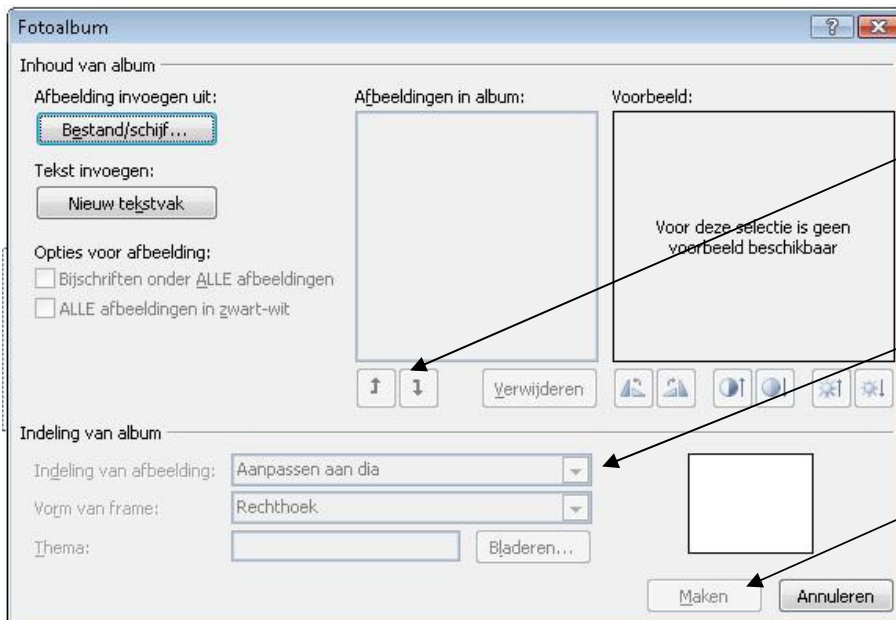 Fotoalbum
Inhoud van album
Afbeelding invoegen uit:
Bestand/schijf...
Tekst invoegen:
Nieuw tekstvak
Opties voor afbeelding:
Bijschriften onder ALLE afbeeldingen
ALLE afbeeldingen in zwart-wit
Afbeeldingen in album:
Verwijderen
Voorbeeld:
Voor deze selectie is geen
voorbeeld beschikbaar
Indeling van album
Indeling van afbeelding: Aanpassen aan dia
Vorm van frame: Rechthoek
Thema: Bladeren...
Maken Annuleren